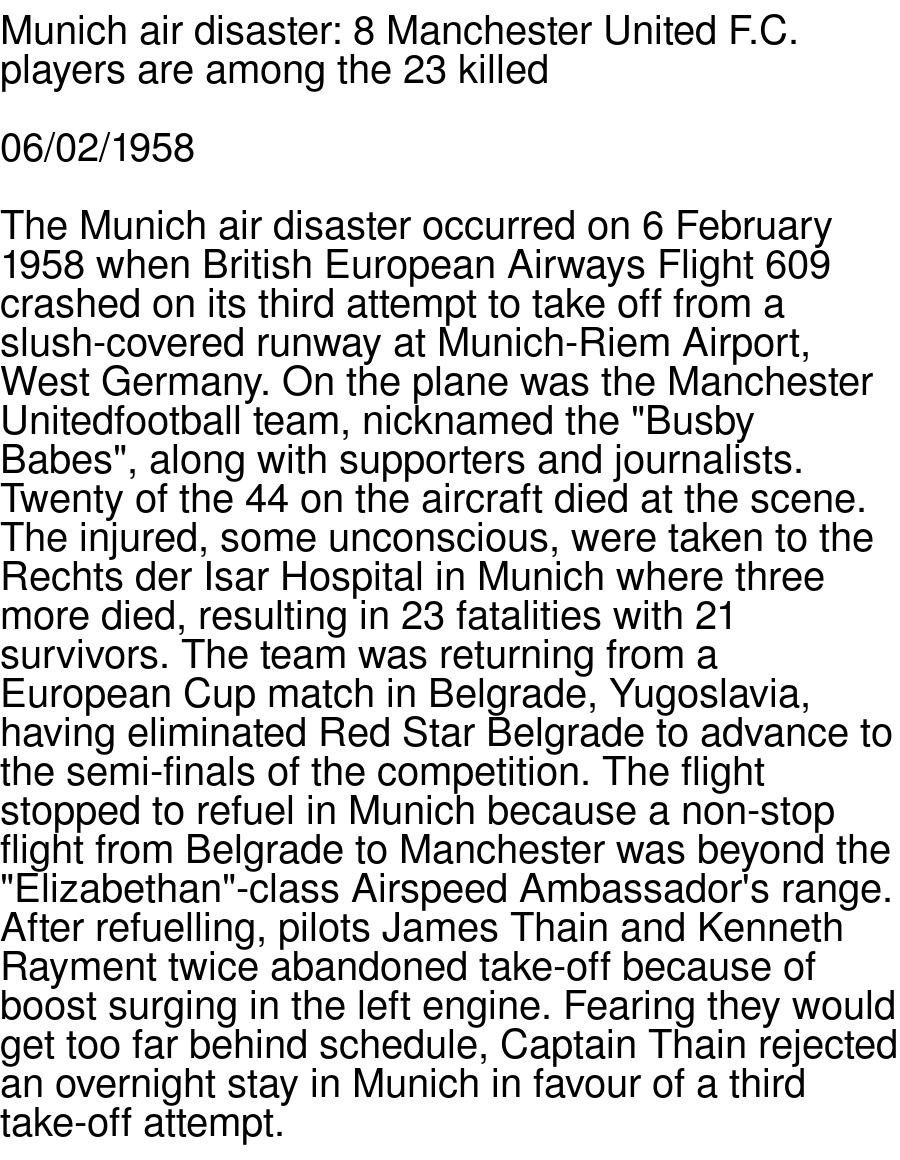 Munich air disaster: 8 Manchester United F.C.
players are among the 23 killed
06/02/1958
The Munich air disaster occurred on 6 February
1958 when British European Airways Flight 609
crashed on its third attempt to take off from a
slush-covered runway at Munich-Riem Airport,
West Germany. On the plane was the Manchester
Unitedfootball team, nicknamed the "Busby
Babes", along with supporters and journalists.
Twenty of the 44 on the aircraft died at the scene.
The injured, some unconscious, were taken to the
Rechts der Isar Hospital in Munich where three
more died, resulting in 23 fatalities with 21
survivors. The team was returning from a
European Cup match in Belgrade, Yugoslavia,
having eliminated Red Star Belgrade to advance to
the semi-finals of the competition. The flight
stopped to refuel in Munich because a non-stop
flight from Belgrade to Manchester was beyond the
"Elizabethan"-class Airspeed Ambassador's range.
After refuelling, pilots James Thain and Kenneth
Rayment twice abandoned take-off because of
boost surging in the left engine. Fearing they would
get too far behind schedule, Captain Thain rejected
an overnight stay in Munich in favour of a third
take-off attempt.